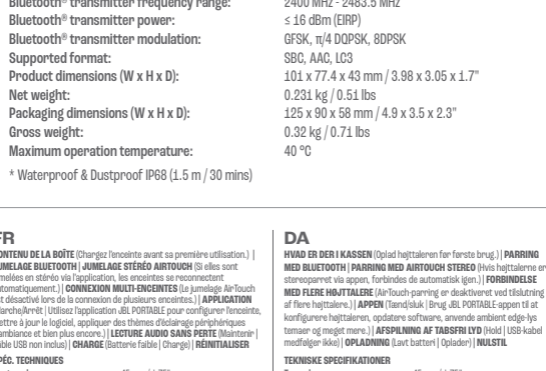 Bluetooth® transmitter frequency range: 2400 MHz - 2483.5 MHz
Bluetooth® transmitter power: ≤ 16 dBm (EIRP)
Bluetooth® transmitter modulation: GFSK, π/4 DQPSK, 8DPSK
Supported format: SBC, AAC, LC3
Product dimensions (W x H x D): 101 x 77.4 x 43 mm / 3.98 x 3.05 x 1.7"
Net weight: 0.231 kg / 0.51 lbs
Packaging dimensions (W x H x D): 125 x 90 x 58 mm / 4.9 x 3.5 x 2.3"
Gross weight: 0.32 kg / 0.71 lbs
Maximum operation temperature: 40 °C
* Waterproof & Dustproof IP68 (1.5 m / 30 mins)
FR
CONTENU DE LA BOÎTE (Chargez l'enceinte avant sa première utilisation.) |
JUMELAGE BLUETOOTH | JUMELAGE STÉRÉO AIRTOUCH (Si elles sont
jumelées en stéréo via l'application, les enceintes se reconnectent
automatiquement.) | CONNEXION MULTI-ENCEINTES (Le jumelage AirTouch
est désactivé lors de la connexion de plusieurs enceintes.) | APPLICATION
Marche/Arrêt | Utilisez l'application JBL PORTABLE pour configurer l'enceinte,
mettre à jour le logiciel, appliquer des thèmes d'éclairage périphériques
d'ambiance et bien plus encore.) | LECTURE AUDIO SANS PERTE (Maintenir |
câble USB non inclus) | CHARGE (Batterie faible | Charge) | RÉINITIALISER
SPÉC. TECHNIQUES
DA
HVAD ER DER I KASSEN (Oplad højttaleren før første brug.) | PARRING
MED BLUETOOTH | PARRING MED AIRTOUCH STEREO (Hvis højttalerne er
stereoparret via appen, forbindes de automatisk igen.) | FORBINDELSE
MED FLERE HØJTTALERE (AirTouch-parring er deaktiveret ved tilslutning
af flere højttalere.) | APPEN (Tænd/sluk | Brug JBL PORTABLE-appen til at
konfigurere højttaleren, opdatere software, anvende ambient edge-lys
temaer og meget mere.) | AFSPILNING AF TABSFRI LYD (Hold | USB-kabel
medfølger ikke) | OPLADNING (Lavt batteri | Oplader) | NULSTIL
TEKNISKE SPECIFIKATIONER